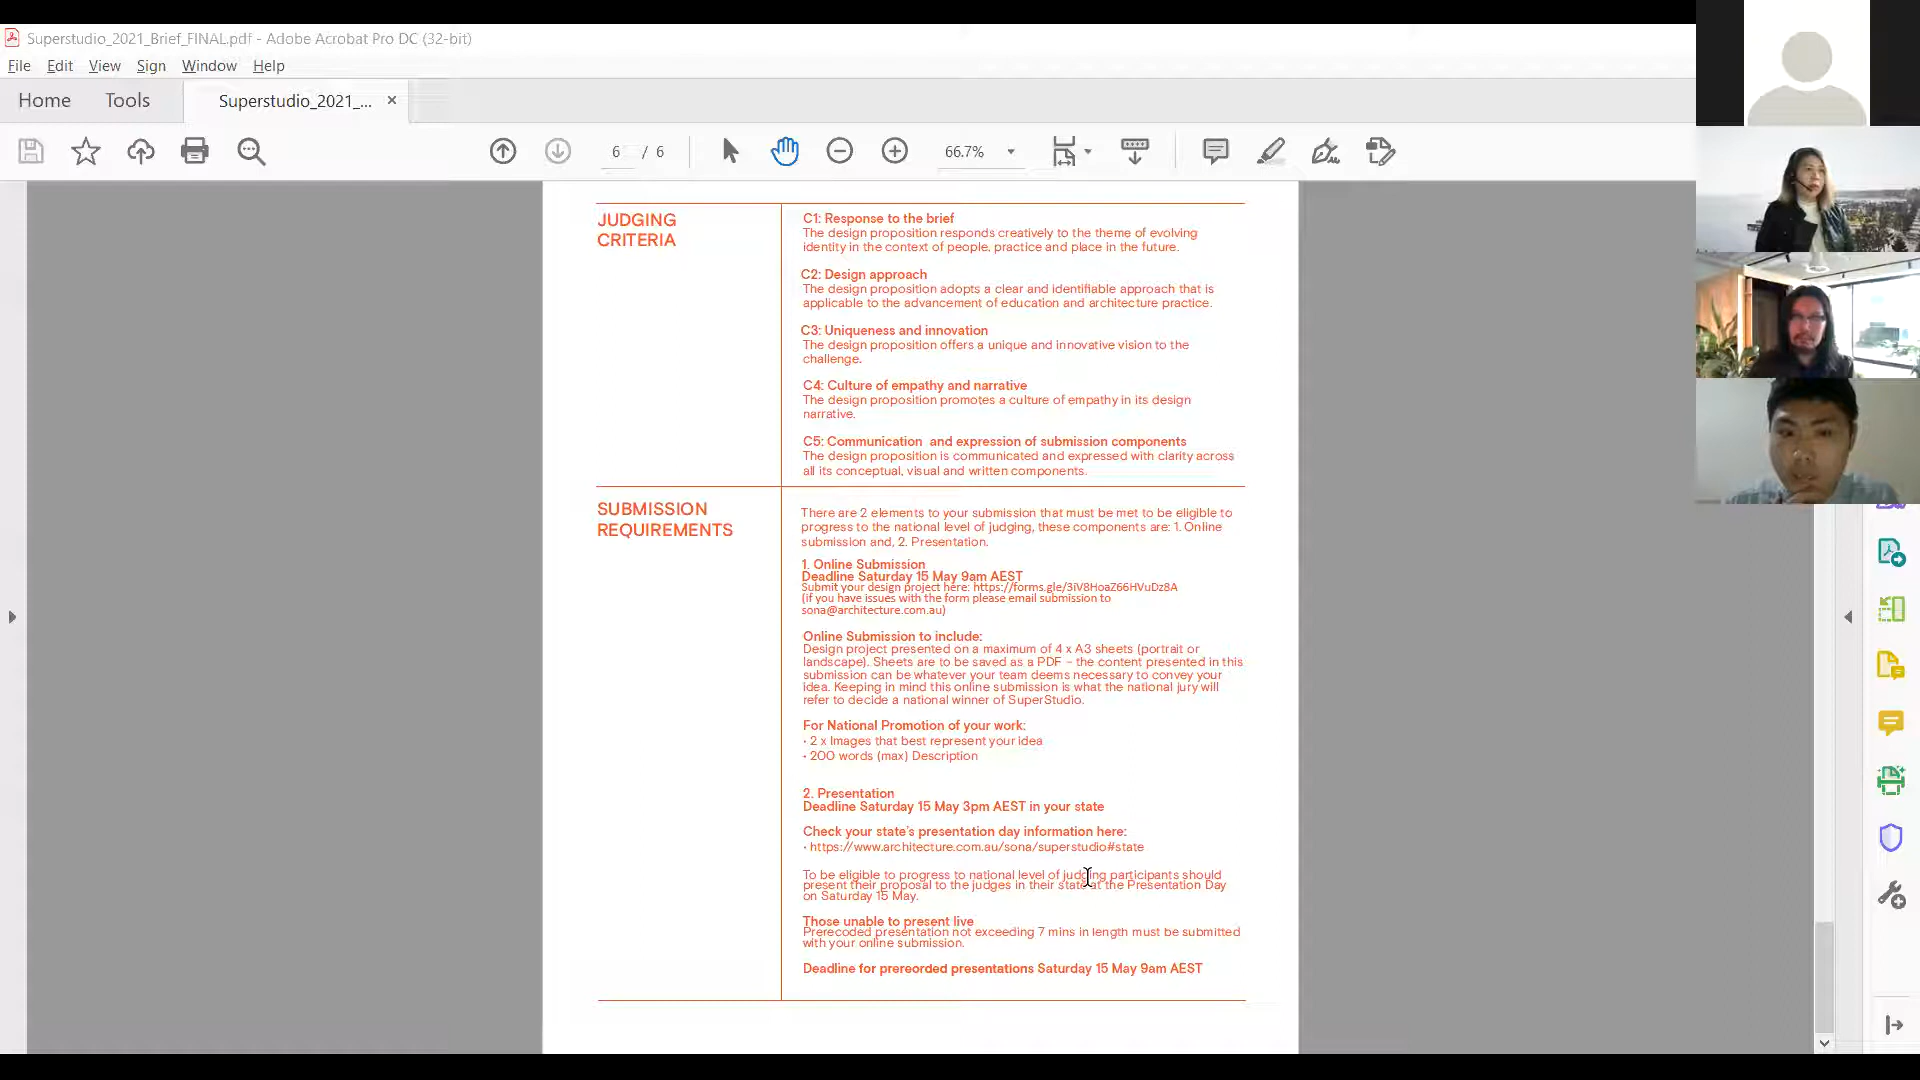 Superstudio_2021_Brief_FINAL.pdf - Adobe Acrobat Pro DC (32-bit)
File Edit View Sign Window Help
Home Tools Superstudio_2021_... ×
6 / 6 66.7%
JUDGING
CRITERIA
C1: Response to the brief
The design proposition responds creatively to the theme of evolving
identity in the context of people, practice and place in the future.
C2: Design approach
The design proposition adopts a clear and identifiable approach that is
applicable to the advancement of education and architecture practice.
C3: Uniqueness and innovation
The design proposition offers a unique and innovative vision to the
challenge.
C4: Culture of empathy and narrative
The design proposition promotes a culture of empathy in its design
narrative.
C5: Communication and expression of submission components
The design proposition is communicated and expressed with clarity across
all its conceptual, visual and written components.
SUBMISSION
REQUIREMENTS
There are 2 elements to your submission that must be met to be eligible to
progress to the national level of judging, these components are: 1. Online
submission and, 2. Presentation.
1. Online Submission
Deadline Saturday 15 May 9am AEST
Submit your design project here: https://forms.gle/3iV8HoaZ66HVuDz8A
(if you have issues with the form please email submission to
sona@architecture.com.au)
Online Submission to include:
Design project presented on a maximum of 4 x A3 sheets (portrait or
landscape). Sheets are to be saved as a PDF – the content presented in this
submission can be whatever your team deems necessary to convey your
idea. Keeping in mind this online submission is what the national jury will
refer to decide a national winner of SuperStudio.
For National Promotion of your work:
• 2 x Images that best represent your idea
• 200 words (max) Description
2. Presentation
Deadline Saturday 15 May 3pm AEST in your state
Check your state's presentation day information here:
• https://www.architecture.com.au/sona/superstudio#state
To be eligible to progress to national level of judging participants should
present their proposal to the judges in their state at the Presentation Day
on Saturday 15 May.
Those unable to present live
Prerecoded presentation not exceeding 7 mins in length must be submitted
with your online submission.
Deadline for prereorded presentations Saturday 15 May 9am AEST